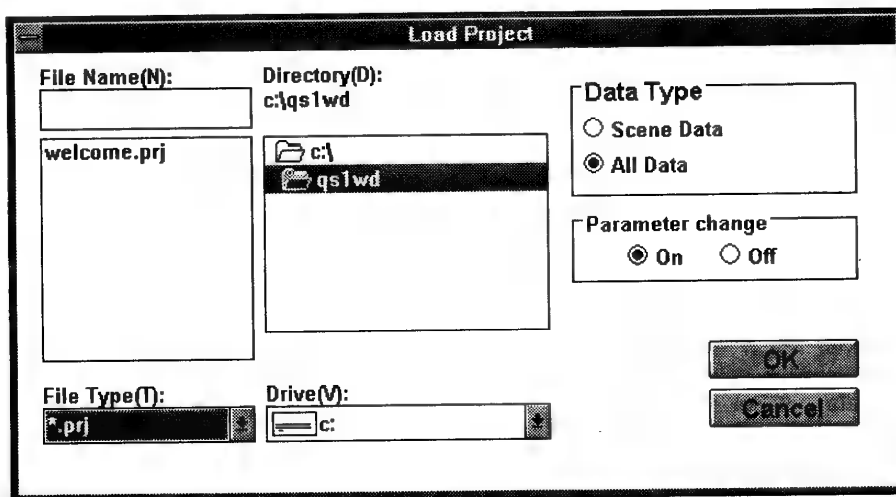 Load Project
File Name(N):
welcome.prj
Directory(D):
c:\qs1wd
c:\
qs1wd
Data Type
Scene Data
All Data
Parameter change
On Off
OK
Cancel
File Type(T):
*.prj
Drive(V):
c: